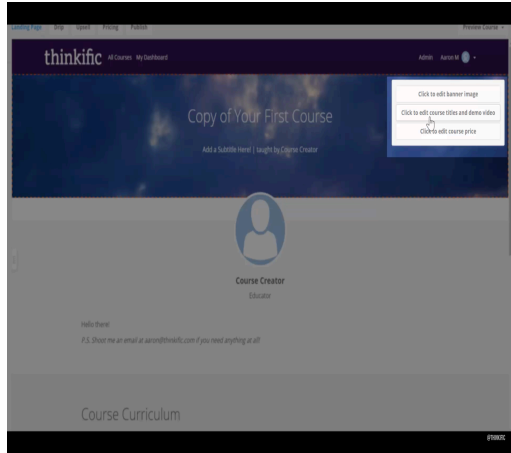 Landing Page Drip Upsell Pricing Publish Preview Course
thinkific All Courses My Dashboard Admin Aaron M
Click to edit banner image
Click to edit course titles and demo video
Click to edit course price
Copy of Your First Course
Add a Subtitle Here! | taught by Course Creator
Course Creator
Educator
Hello there!
P.S. Shoot me an email at aaron@thinkific.com if you need anything at all!
Course Curriculum
@THINKIFIC